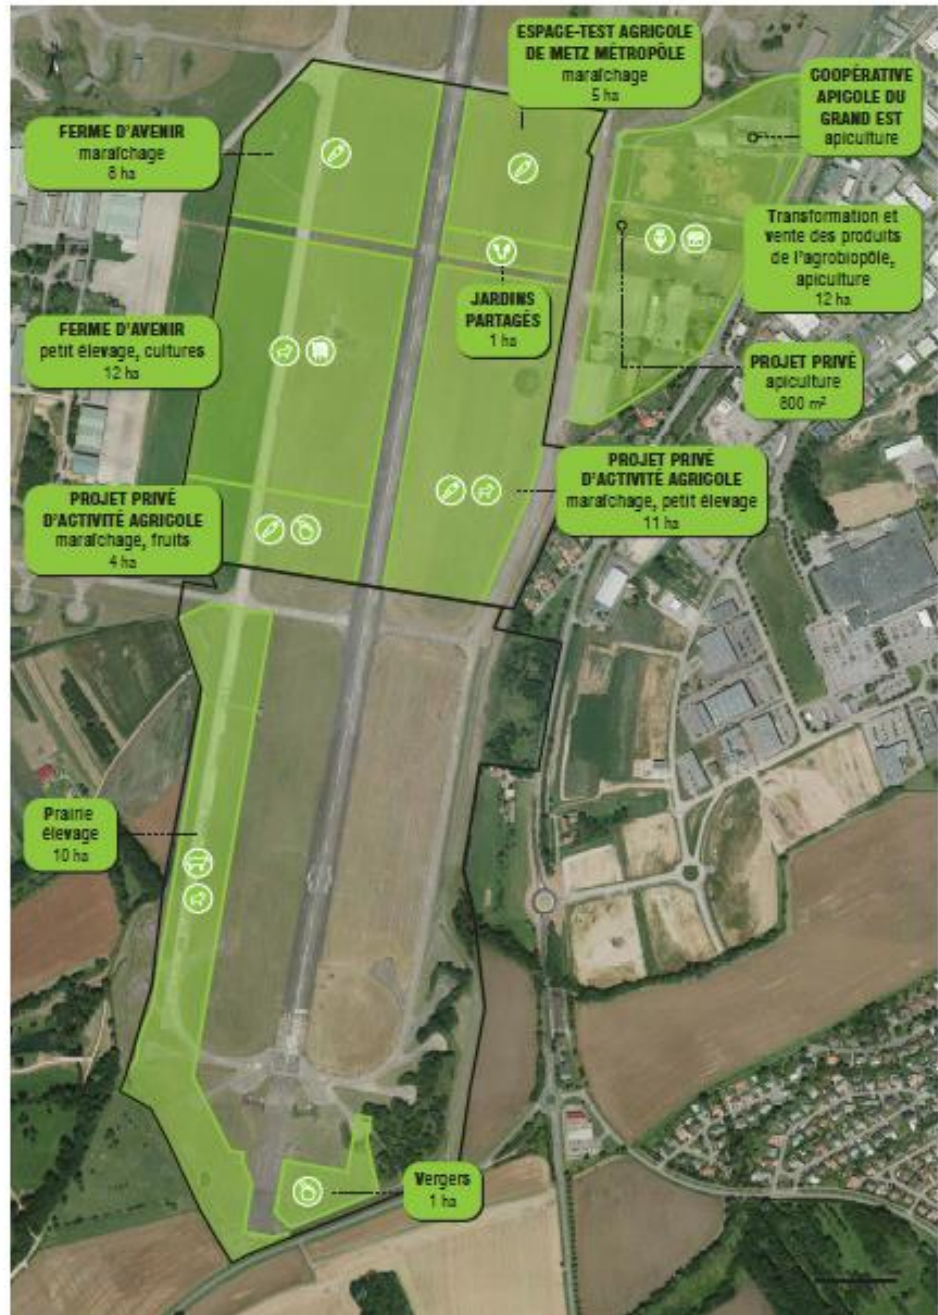 ESPACE-TEST AGRICOLE
DE METZ MÉTROPÔLE
maraîchage
5 ha
COOPÉRATIVE
APICOLE DU
GRAND EST
apiculture
FERME D'AVENIR
maraîchage
8 ha
Transformation et
vente des produits
de l'agrobiopôle,
apiculture
12 ha
JARDINS
PARTAGÉS
1 ha
FERME D'AVENIR
petit élevage, cultures
12 ha
PROJET PRIVÉ
apiculture
800 m²
PROJET PRIVÉ
D'ACTIVITÉ AGRICOLE
maraîchage, petit élevage
11 ha
PROJET PRIVÉ
D'ACTIVITÉ AGRICOLE
maraîchage, fruits
4 ha
Prairie
élevage
10 ha
Vergers
1 ha